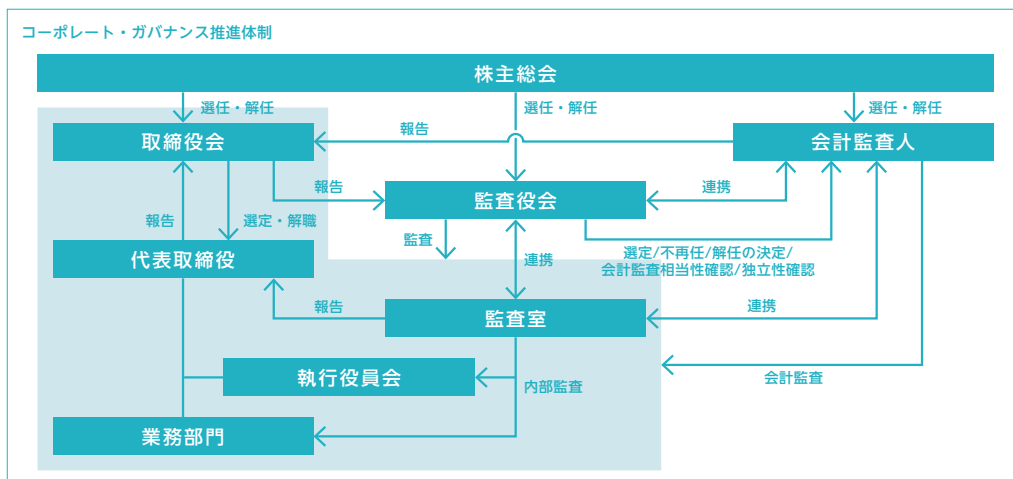 コーポレート・ガバナンス推進体制
株主総会
選任・解任
選任・解任
選任・解任
取締役会
報告
会計監査人
報告
監査役会
連携
報告
選定・解職
監査
代表取締役
連携
選定/不再任/解任の決定/
会計監査相当性確認/独立性確認
報告
監査室
連携
執行役員会
内部監査
会計監査
業務部門